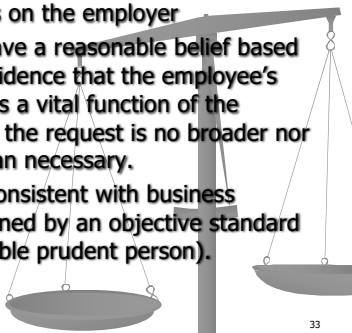 s on the employer
ave a reasonable belief based
idence that the employee’s
s a vital function of the
the request is no broader nor
an necessary.
onsistent with business
ned by an objective standard
ble prudent person).
33